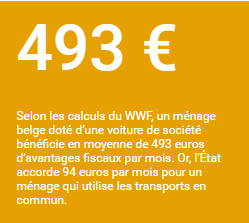 493 €
Selon les calculs du WWF, un ménage
belge doté d’une voiture de société
bénéficie en moyenne de 493 euros
d’avantages fiscaux par mois. Or, l’État
accorde 94 euros par mois pour un
ménage qui utilise les transports en
commun.